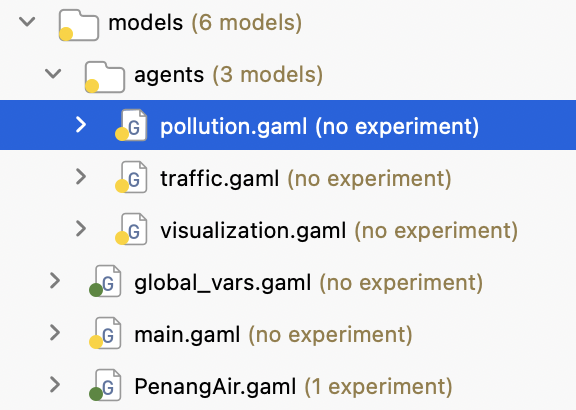 models (6 models)
agents (3 models)
G pollution.gaml (no experiment)
G traffic.gaml (no experiment)
G visualization.gaml (no experiment)
G global_vars.gaml (no experiment)
G main.gaml (no experiment)
G PenangAir.gaml (1 experiment)